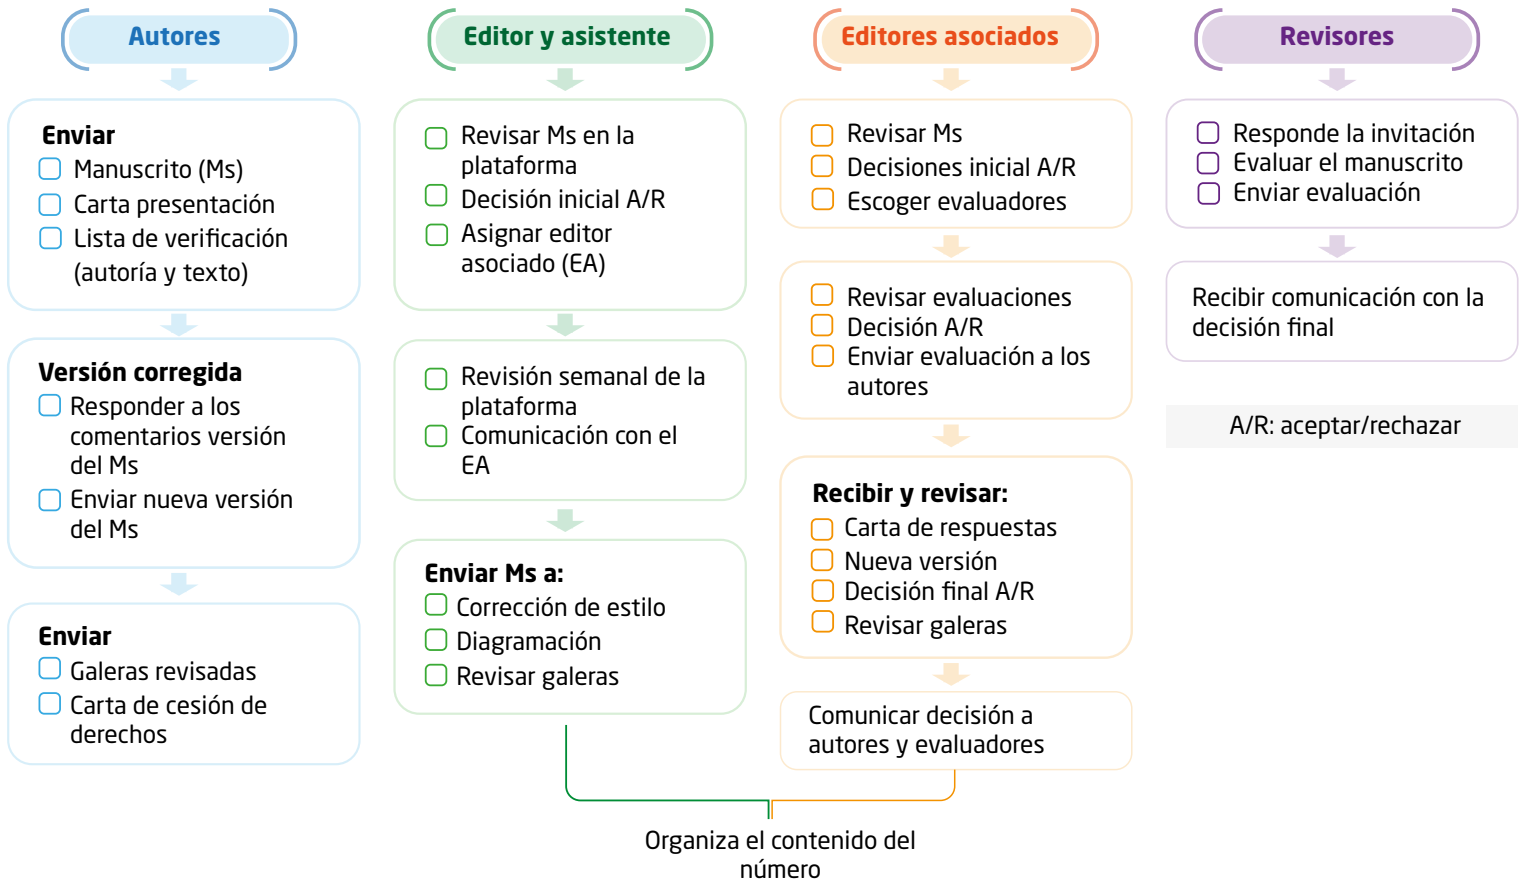 Autores
Enviar
Manuscrito (Ms)
Carta presentación
Lista de verificación
(autoría y texto)
Versión corregida
Responder a los
comentarios versión
del Ms
Enviar nueva versión
del Ms
Enviar
Galeras revisadas
Carta de cesión de
derechos
Editor y asistente
Revisar Ms en la
plataforma
Decisión inicial A/R
Asignar editor
asociado (EA)
Revisión semanal de la
plataforma
Comunicación con el
EA
Enviar Ms a:
Corrección de estilo
Diagramación
Revisar galeras
Editores asociados
Revisar Ms
Decisiones inicial A/R
Escoger evaluadores
Revisar evaluaciones
Decisión A/R
Enviar evaluación a los
autores
Recibir y revisar:
Carta de respuestas
Nueva versión
Decisión final A/R
Revisar galeras
Comunicar decisión a
autores y evaluadores
Revisores
Responde la invitación
Evaluar el manuscrito
Enviar evaluación
Recibir comunicación con la
decisión final
A/R: aceptar/rechazar
Organiza el contenido del
número